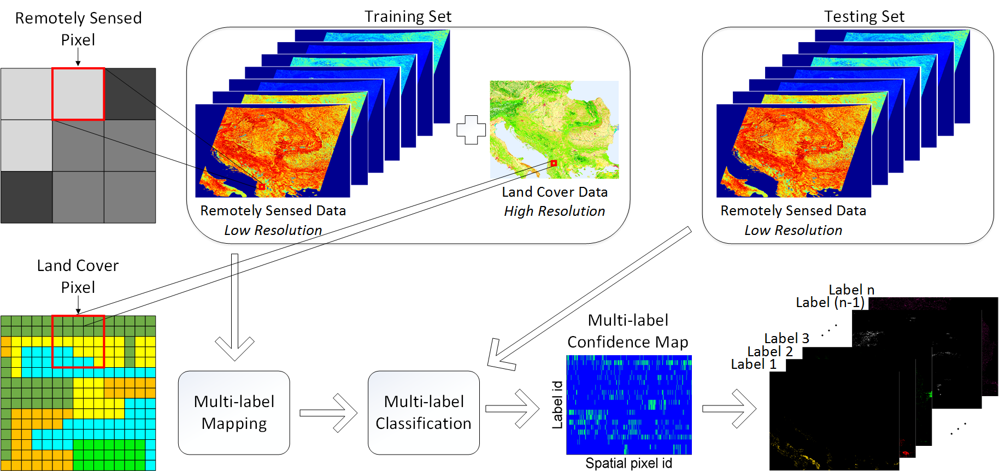 Remotely Sensed
Pixel
Training Set
Testing Set
Land Cover Data
High Resolution
Remotely Sensed Data
Low Resolution
Remotely Sensed Data
Low Resolution
Land Cover
Pixel
Multi-label
Mapping
Multi-label
Classification
Multi-label
Confidence Map
Label id
Spatial pixel id
Label n
Label (n-1)
. . .
Label 3
Label 2
Label 1
. . .